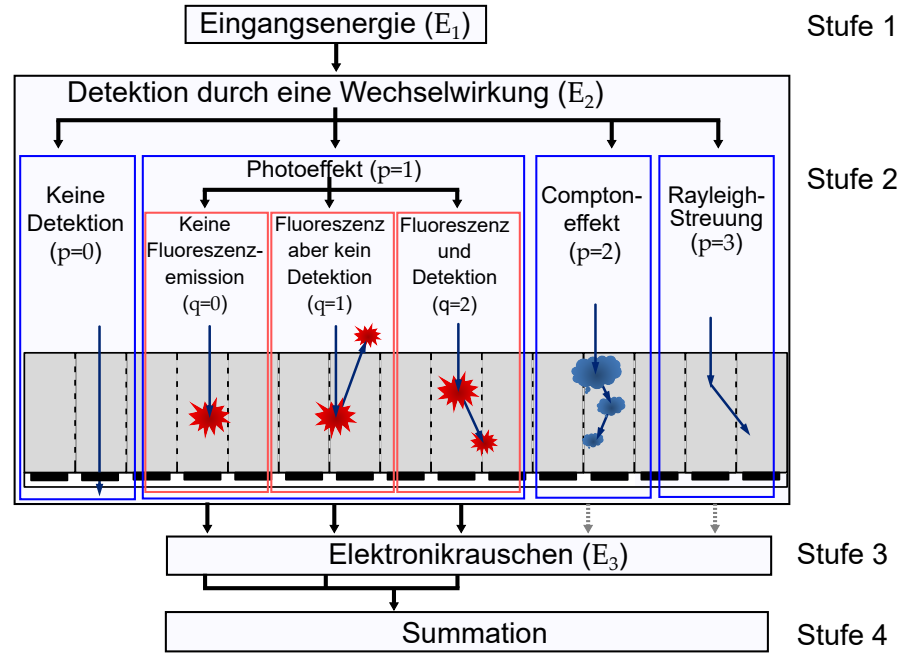 Eingangsenergie (E1)
Stufe 1
Detektion durch eine Wechselwirkung (E2)
Stufe 2
Keine
Detektion
(p=0)
Photoeffekt (p=1)
Keine
Fluoreszenz-
emission
(q=0)
Fluoreszenz
aber kein
Detektion
(q=1)
Fluoreszenz
und
Detektion
(q=2)
Compton-
effekt
(p=2)
Rayleigh-
Streuung
(p=3)
Elektronikrauschen (E3)
Stufe 3
Summation
Stufe 4